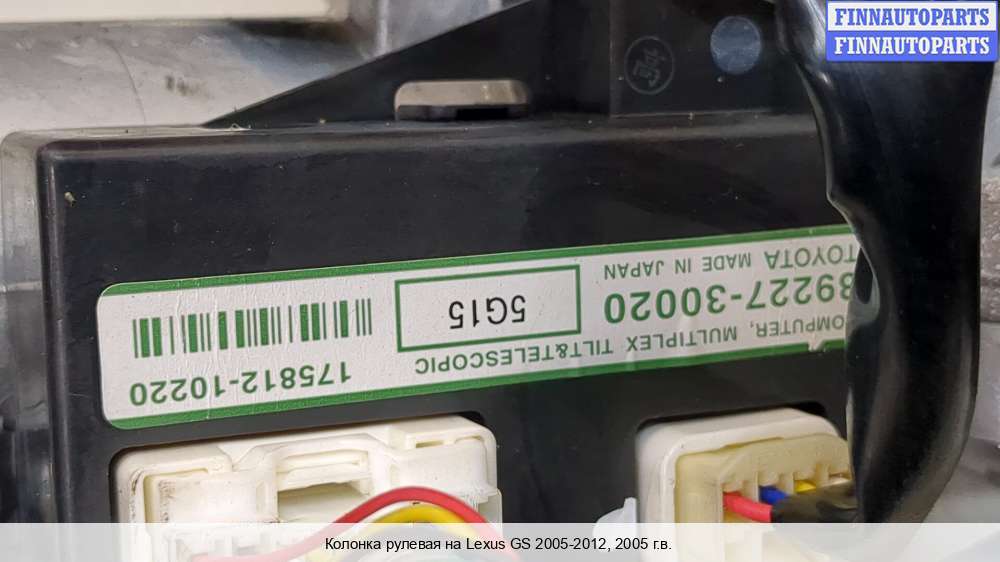 FINNAUTOPARTS
FINNAUTOPARTS
COMPUTER, MULTIPLEX TILT&TELESCOPIC
175812-10220
89227-30020
5G15
TOYOTA MADE IN JAPAN
Колонка рулевая на Lexus GS 2005-2012, 2005 г.в.